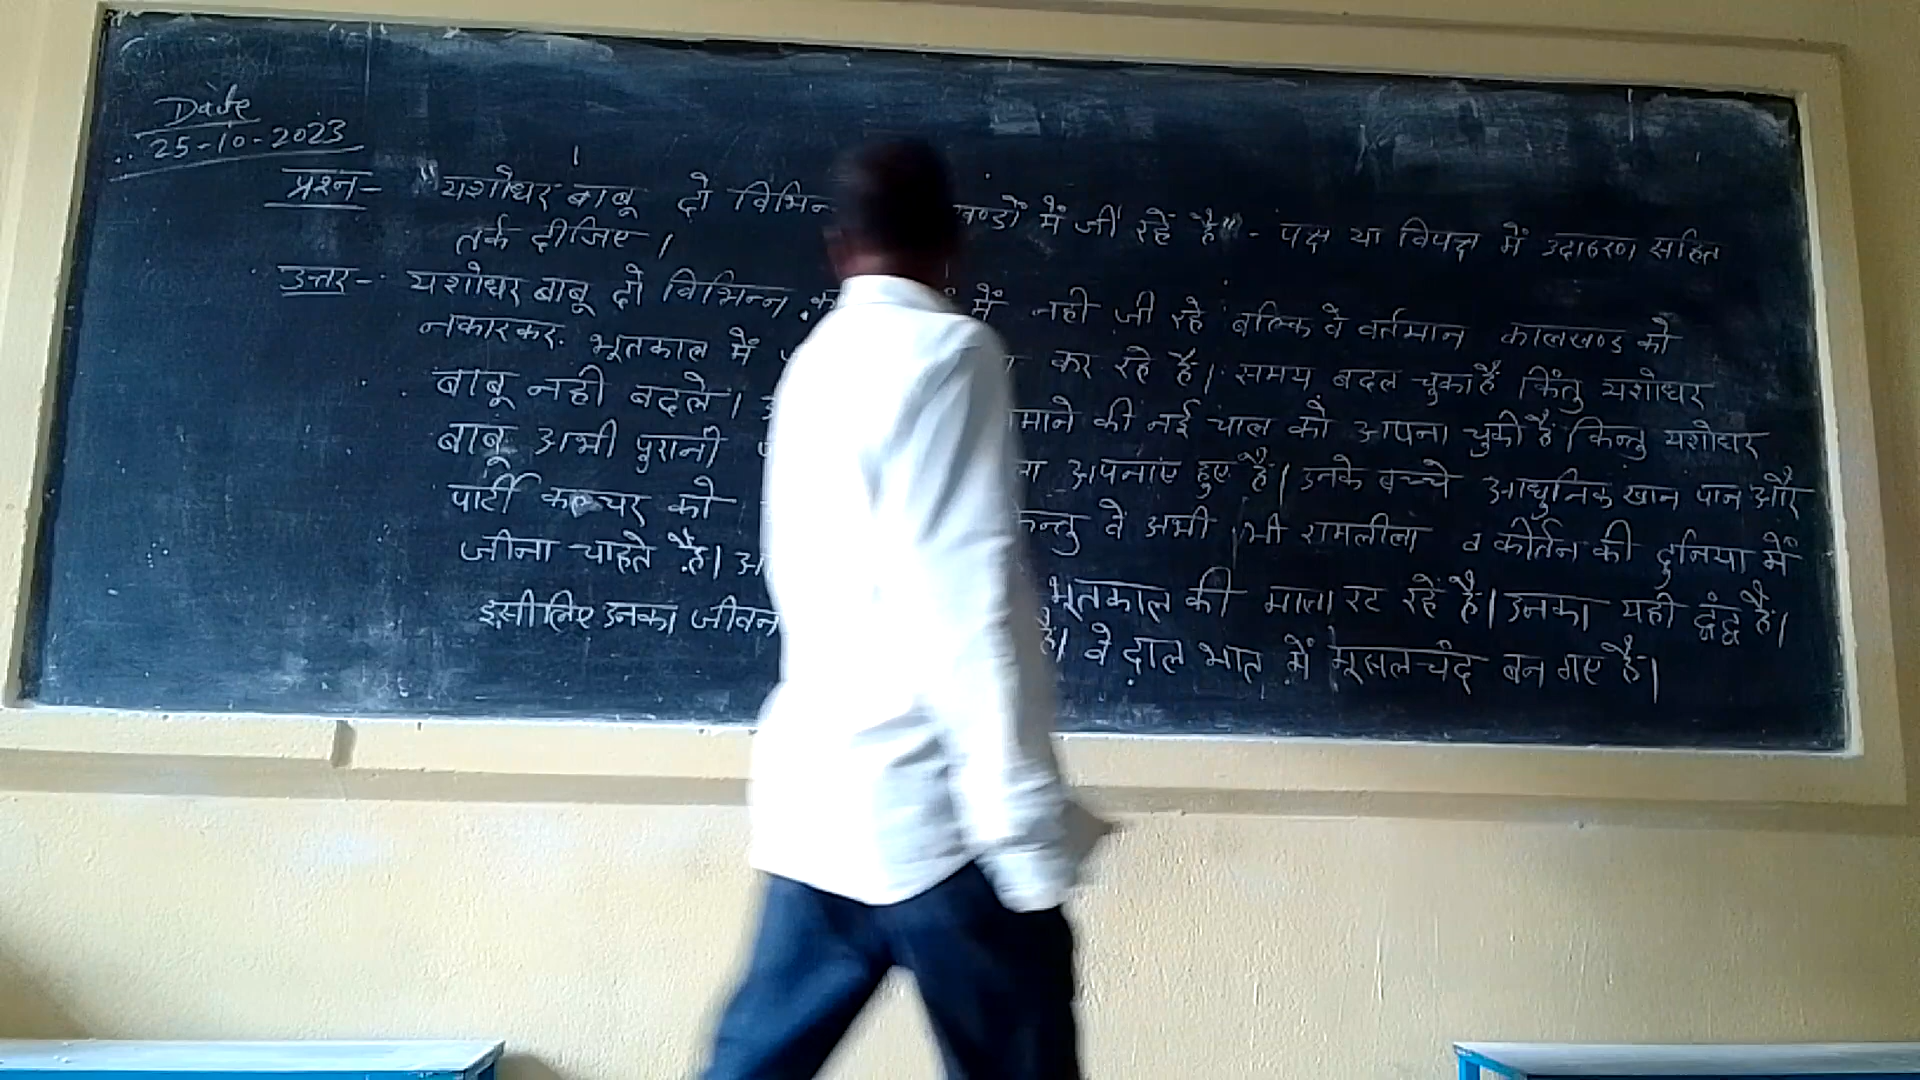 Date
25-10-2023
प्रश्न- "यशोधर बाबू दो विभिन्न में जी रहें है" - पक्ष या विपक्ष में उदाहरण सहित
तर्क दीजिए।
उत्तर- यशोधर बाबू दो विभिन्न में नही जी रहे बल्कि वे वर्तमान कालखण्ड को
नकारकर भूतकाल में कर रहे है। समय बदल चुका है किंतु यशोधर
बाबू नही बदले। की नई चाल को अपना चुकी है किन्तु यशोधर
बाबू अभी पुरानी अपनाएं हुए है। उनके बच्चे आधुनिक खान पान और
पार्टी कल्चर को वे अभी भी रामलीला व कीर्तन की दुनिया में
जीना चाहते है। भूतकाल की माला रट रहें है। उनका यही द्वंद्व है।
इसीलिए उनका जीवन है। वे दाल भात में मूसलचंद बन गए है।